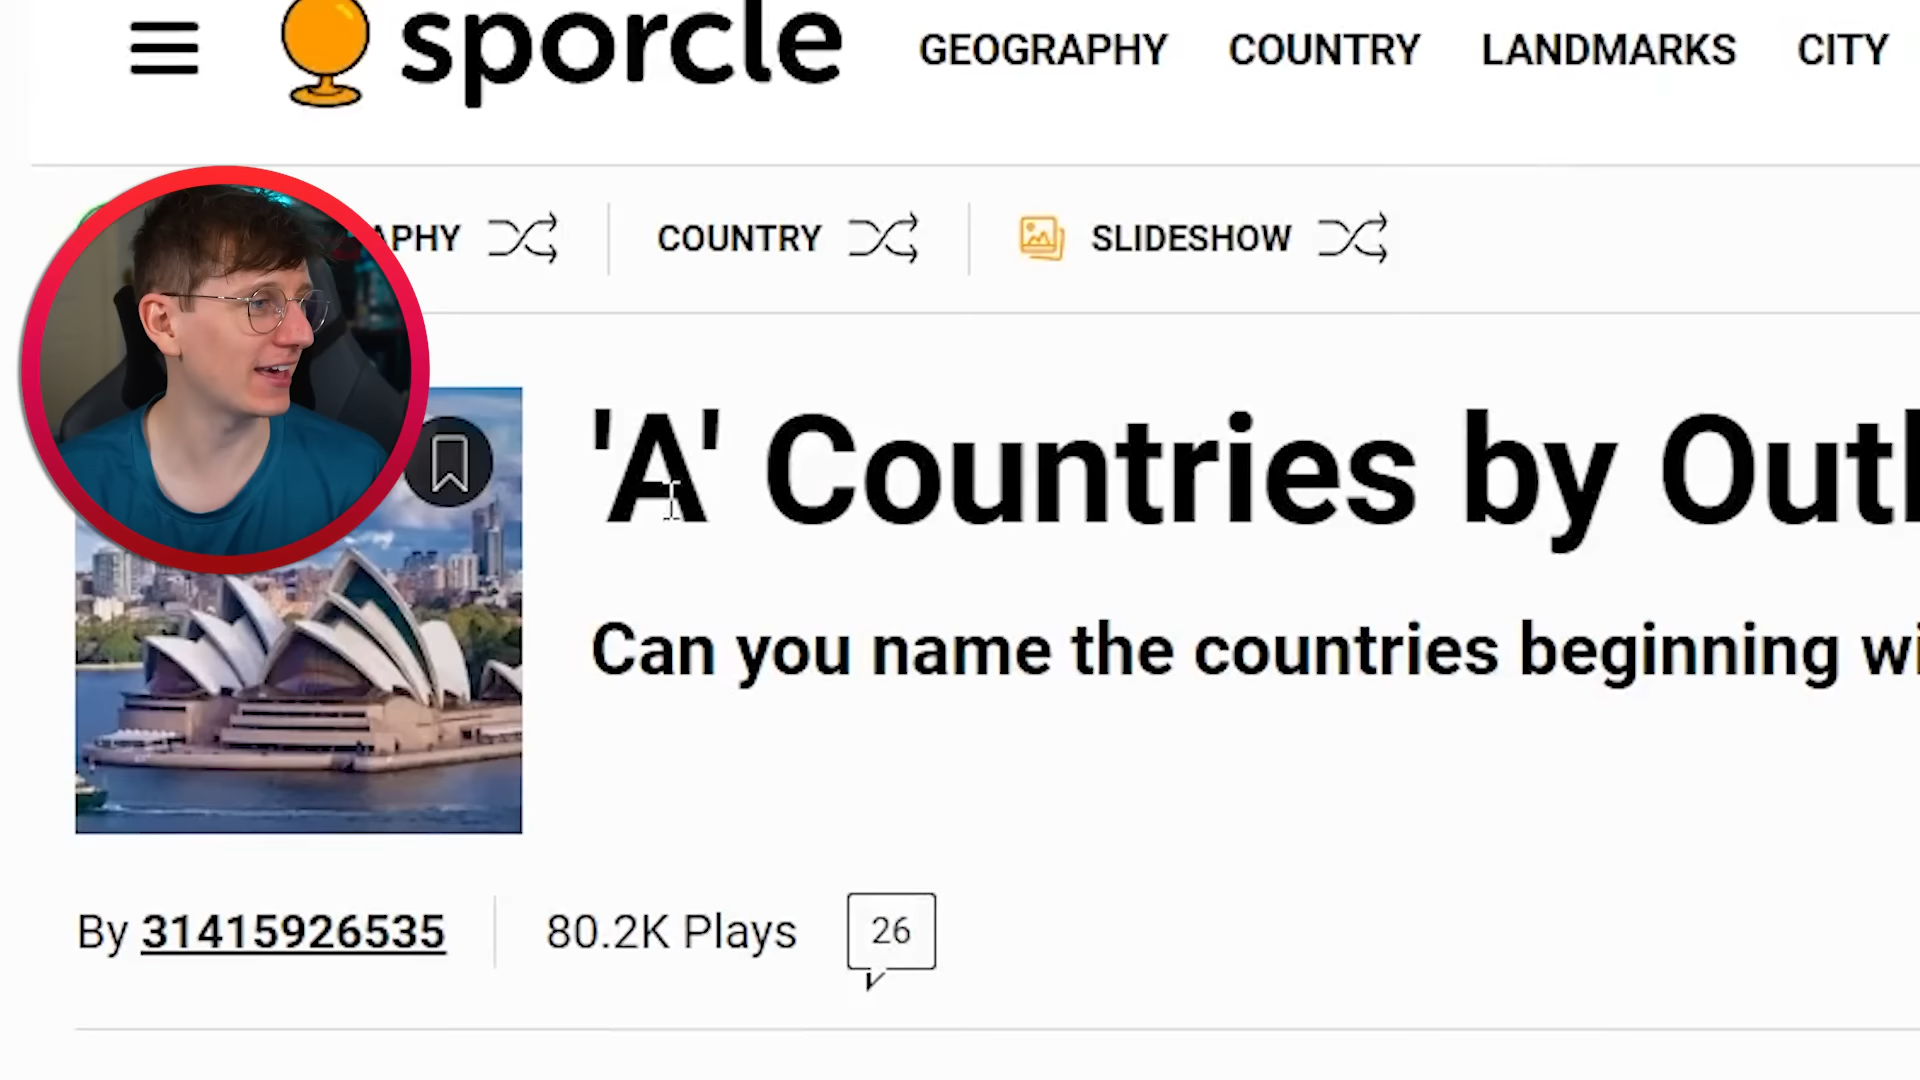 sporcle
GEOGRAPHY COUNTRY LANDMARKS CITY
APHY COUNTRY SLIDESHOW
'A' Countries by Outl
Can you name the countries beginning wi
By 31415926535 80.2K Plays 26